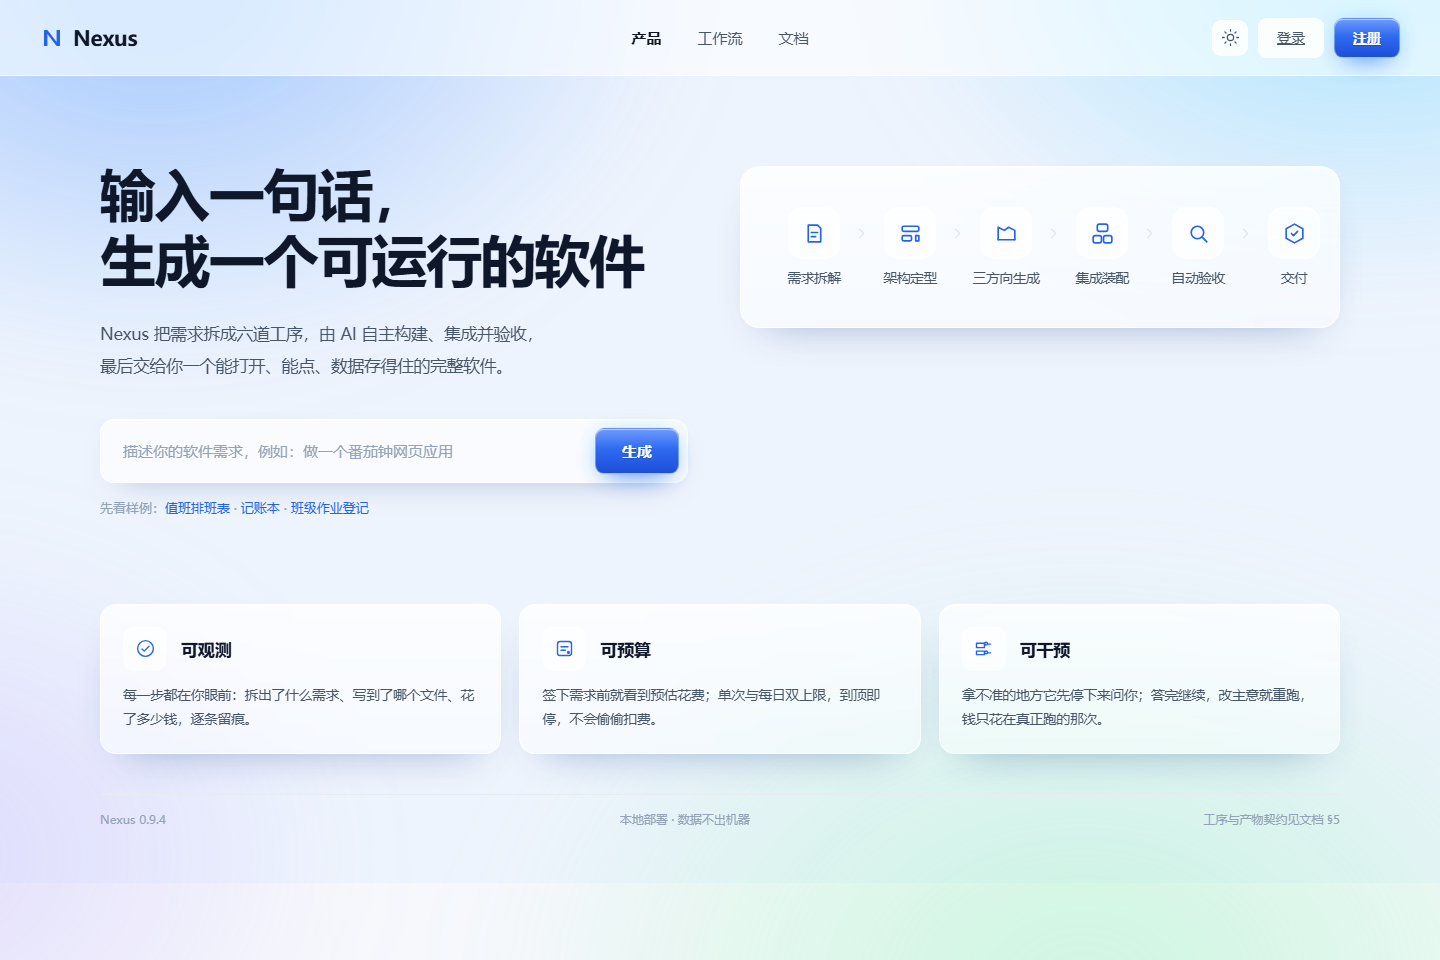 Nexus
产品
工作流
文档
登录
注册
输入一句话，
生成一个可运行的软件
Nexus 把需求拆成六道工序，由 AI 自主构建、集成并验收，
最后交给你一个能打开、能点、数据存得住的完整软件。
描述你的软件需求，例如：做一个番茄钟网页应用
生成
先看样例：值班排班表 · 记账本 · 班级作业登记
需求拆解
架构定型
三方向生成
集成装配
自动验收
交付
可观测
每一步都在你眼前：拆出了什么需求、写到了哪个文件、花
了多少钱，逐条留痕。
可预算
签下需求前就看到预估花费；单次与每日双上限，到顶即
停，不会偷偷扣费。
可干预
拿不准的地方它先停下来问你；答完继续，改主意就重跑，
钱只花在真正跑的那次。
Nexus 0.9.4
本地部署 · 数据不出机器
工序与产物契约见文档 §5